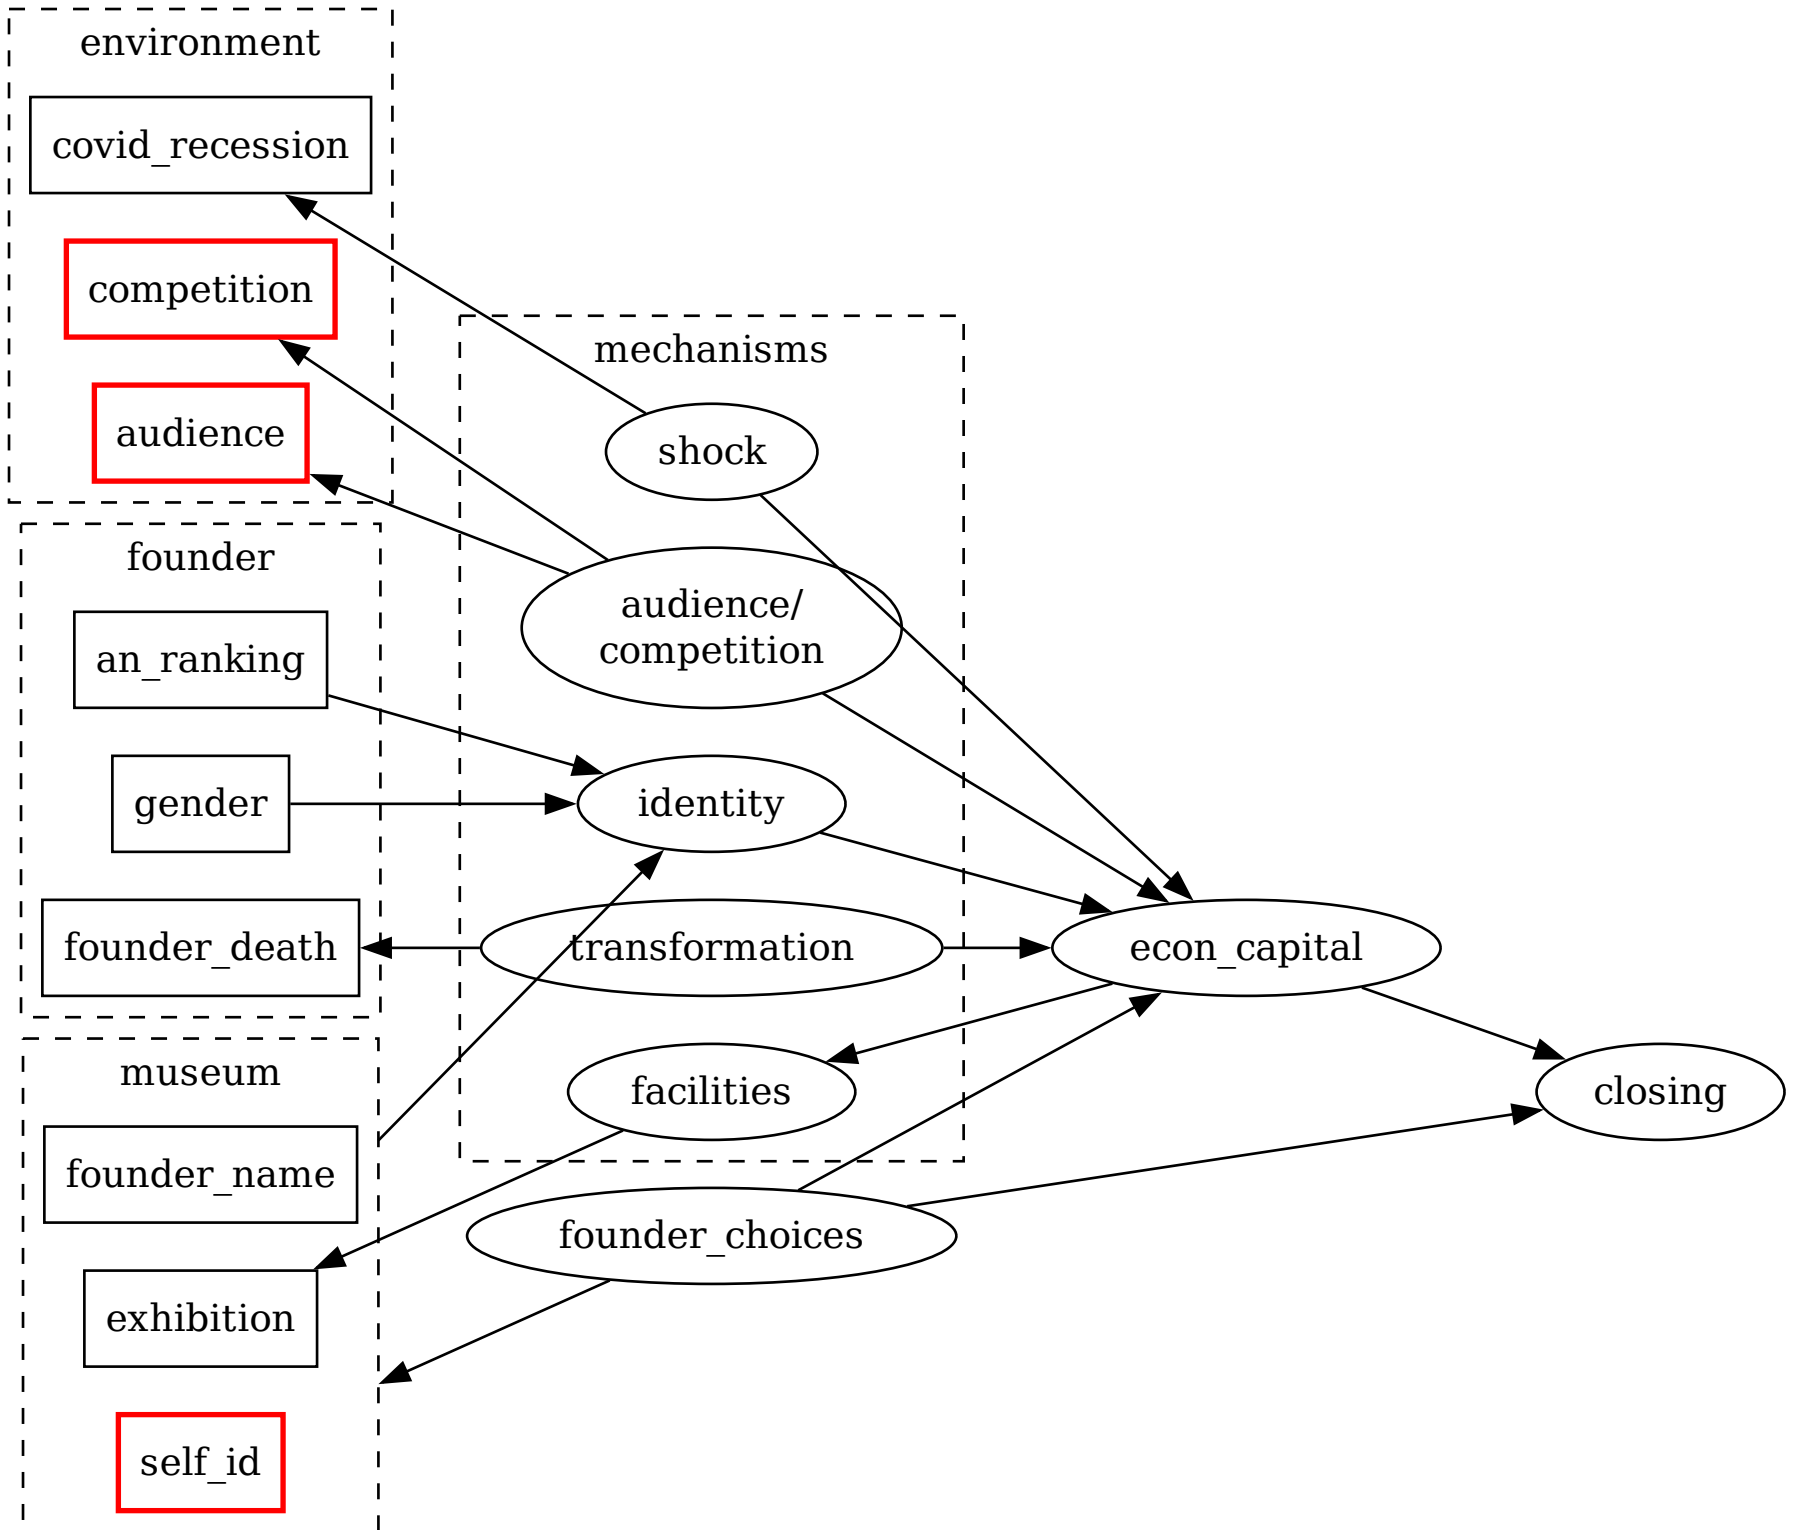 environment
covid_recession
competition
audience
founder
an_ranking
gender
founder_death
museum
founder_name
exhibition
self_id
mechanisms
shock
audience/
competition
identity
transformation
facilities
founder_choices
econ_capital
closing